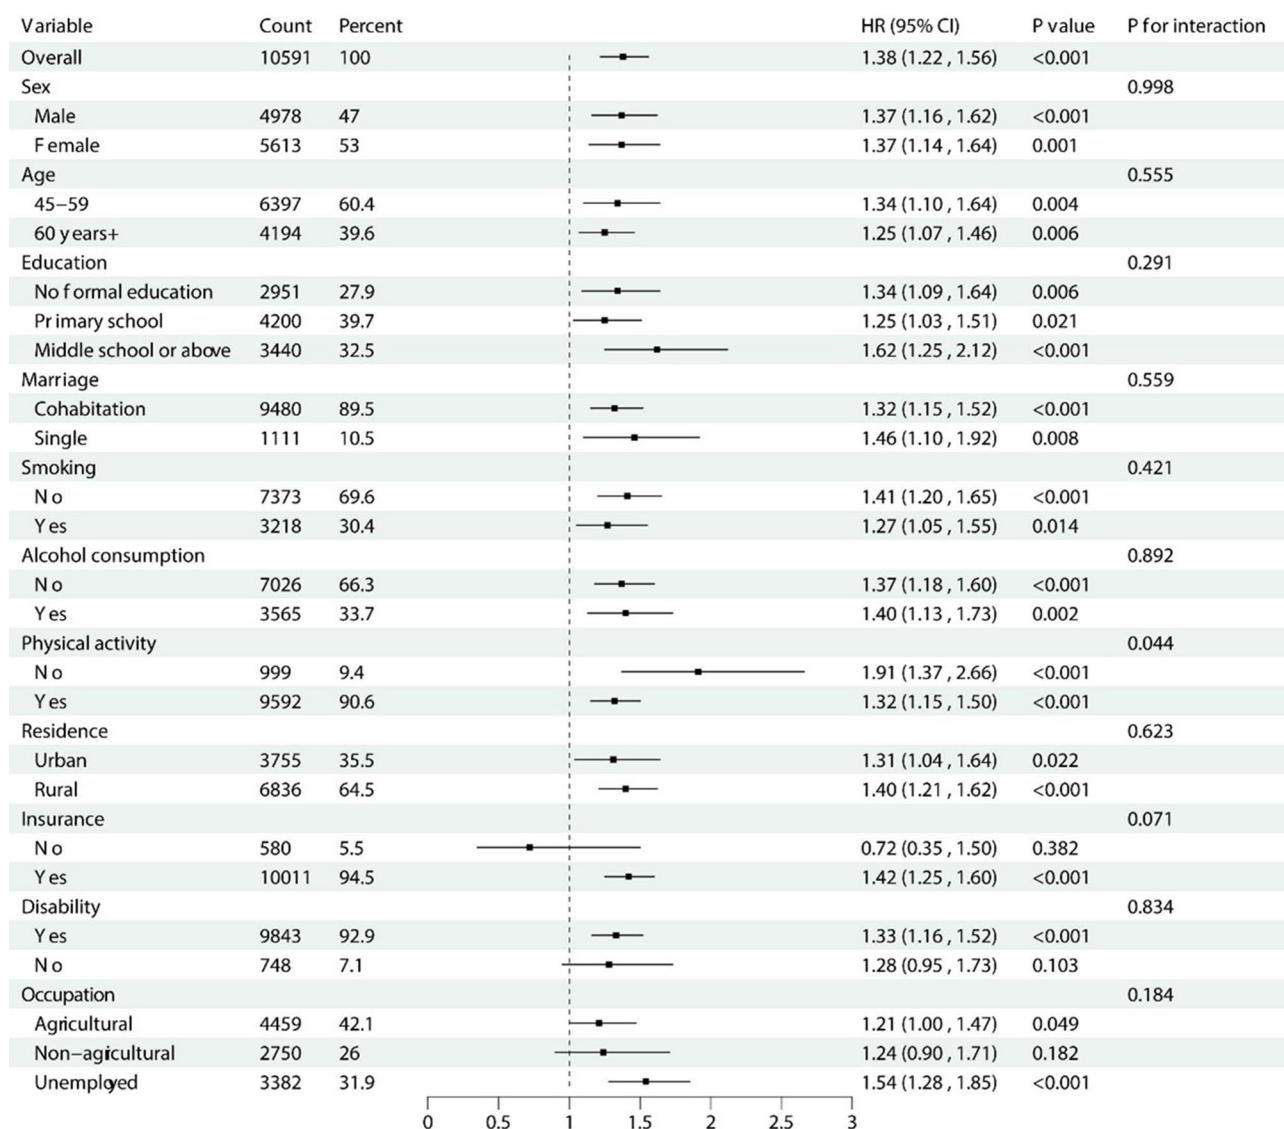 Variable Count Percent HR (95% CI) P value P for interaction
Overall 10591 100 1.38 (1.22 , 1.56) <0.001
Sex 0.998
Male 4978 47 1.37 (1.16 , 1.62) <0.001
Female 5613 53 1.37 (1.14 , 1.64) 0.001
Age 0.555
45−59 6397 60.4 1.34 (1.10 , 1.64) 0.004
60 years+ 4194 39.6 1.25 (1.07 , 1.46) 0.006
Education 0.291
No formal education 2951 27.9 1.34 (1.09 , 1.64) 0.006
Primary school 4200 39.7 1.25 (1.03 , 1.51) 0.021
Middle school or above 3440 32.5 1.62 (1.25 , 2.12) <0.001
Marriage 0.559
Cohabitation 9480 89.5 1.32 (1.15 , 1.52) <0.001
Single 1111 10.5 1.46 (1.10 , 1.92) 0.008
Smoking 0.421
No 7373 69.6 1.41 (1.20 , 1.65) <0.001
Yes 3218 30.4 1.27 (1.05 , 1.55) 0.014
Alcohol consumption 0.892
No 7026 66.3 1.37 (1.18 , 1.60) <0.001
Yes 3565 33.7 1.40 (1.13 , 1.73) 0.002
Physical activity 0.044
No 999 9.4 1.91 (1.37 , 2.66) <0.001
Yes 9592 90.6 1.32 (1.15 , 1.50) <0.001
Residence 0.623
Urban 3755 35.5 1.31 (1.04 , 1.64) 0.022
Rural 6836 64.5 1.40 (1.21 , 1.62) <0.001
Insurance 0.071
No 580 5.5 0.72 (0.35 , 1.50) 0.382
Yes 10011 94.5 1.42 (1.25 , 1.60) <0.001
Disability 0.834
Yes 9843 92.9 1.33 (1.16 , 1.52) <0.001
No 748 7.1 1.28 (0.95 , 1.73) 0.103
Occupation 0.184
Agricultural 4459 42.1 1.21 (1.00 , 1.47) 0.049
Non−agricultural 2750 26 1.24 (0.90 , 1.71) 0.182
Unemployed 3382 31.9 1.54 (1.28 , 1.85) <0.001
0 0.5 1 1.5 2 2.5 3